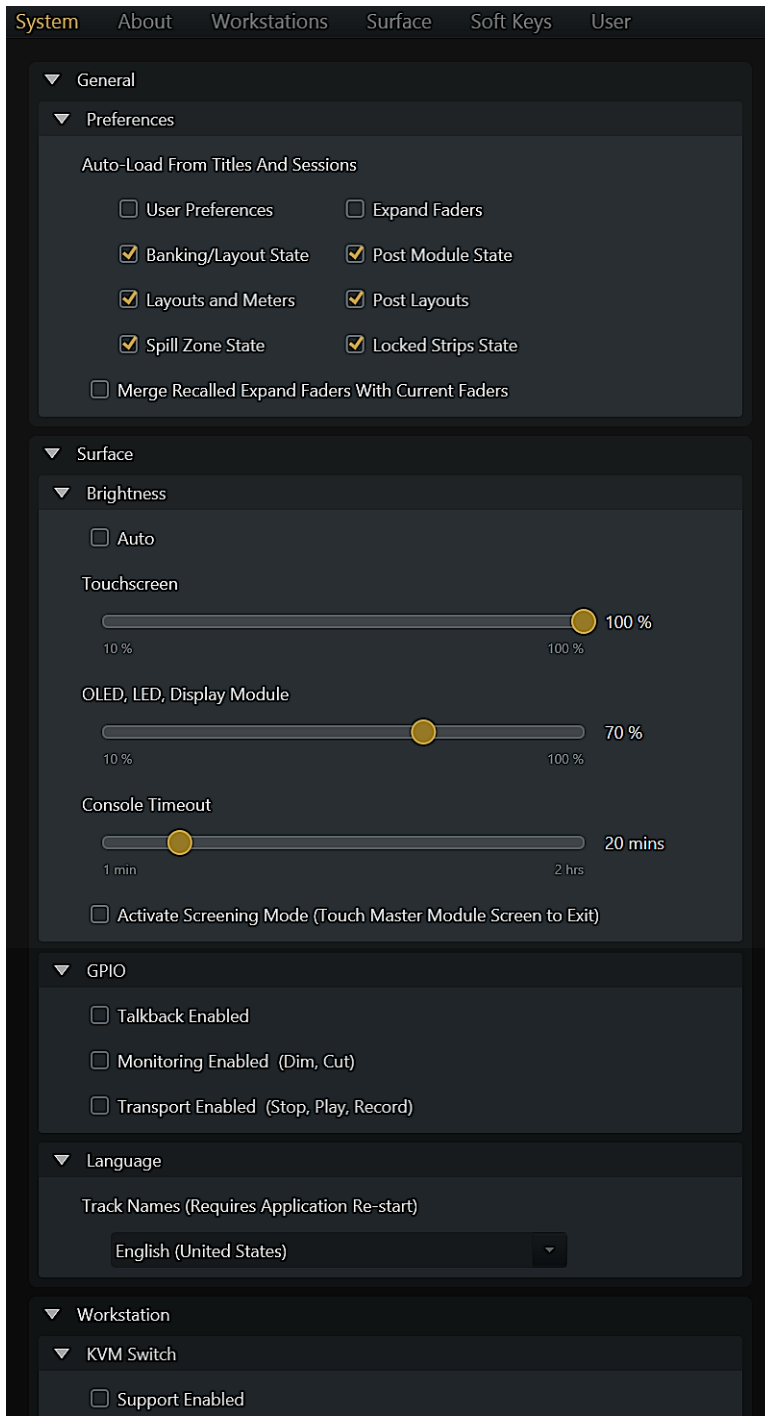 System About Workstations Surface Soft Keys User
General
Preferences
Auto-Load From Titles And Sessions
User Preferences Expand Faders
Banking/Layout State Post Module State
Layouts and Meters Post Layouts
Spill Zone State Locked Strips State
Merge Recalled Expand Faders With Current Faders
Surface
Brightness
Auto
Touchscreen
100 %
10 % 100 %
OLED, LED, Display Module
70 %
10 % 100 %
Console Timeout
20 mins
1 min 2 hrs
Activate Screening Mode (Touch Master Module Screen to Exit)
GPIO
Talkback Enabled
Monitoring Enabled (Dim, Cut)
Transport Enabled (Stop, Play, Record)
Language
Track Names (Requires Application Re-start)
English (United States)
Workstation
KVM Switch
Support Enabled